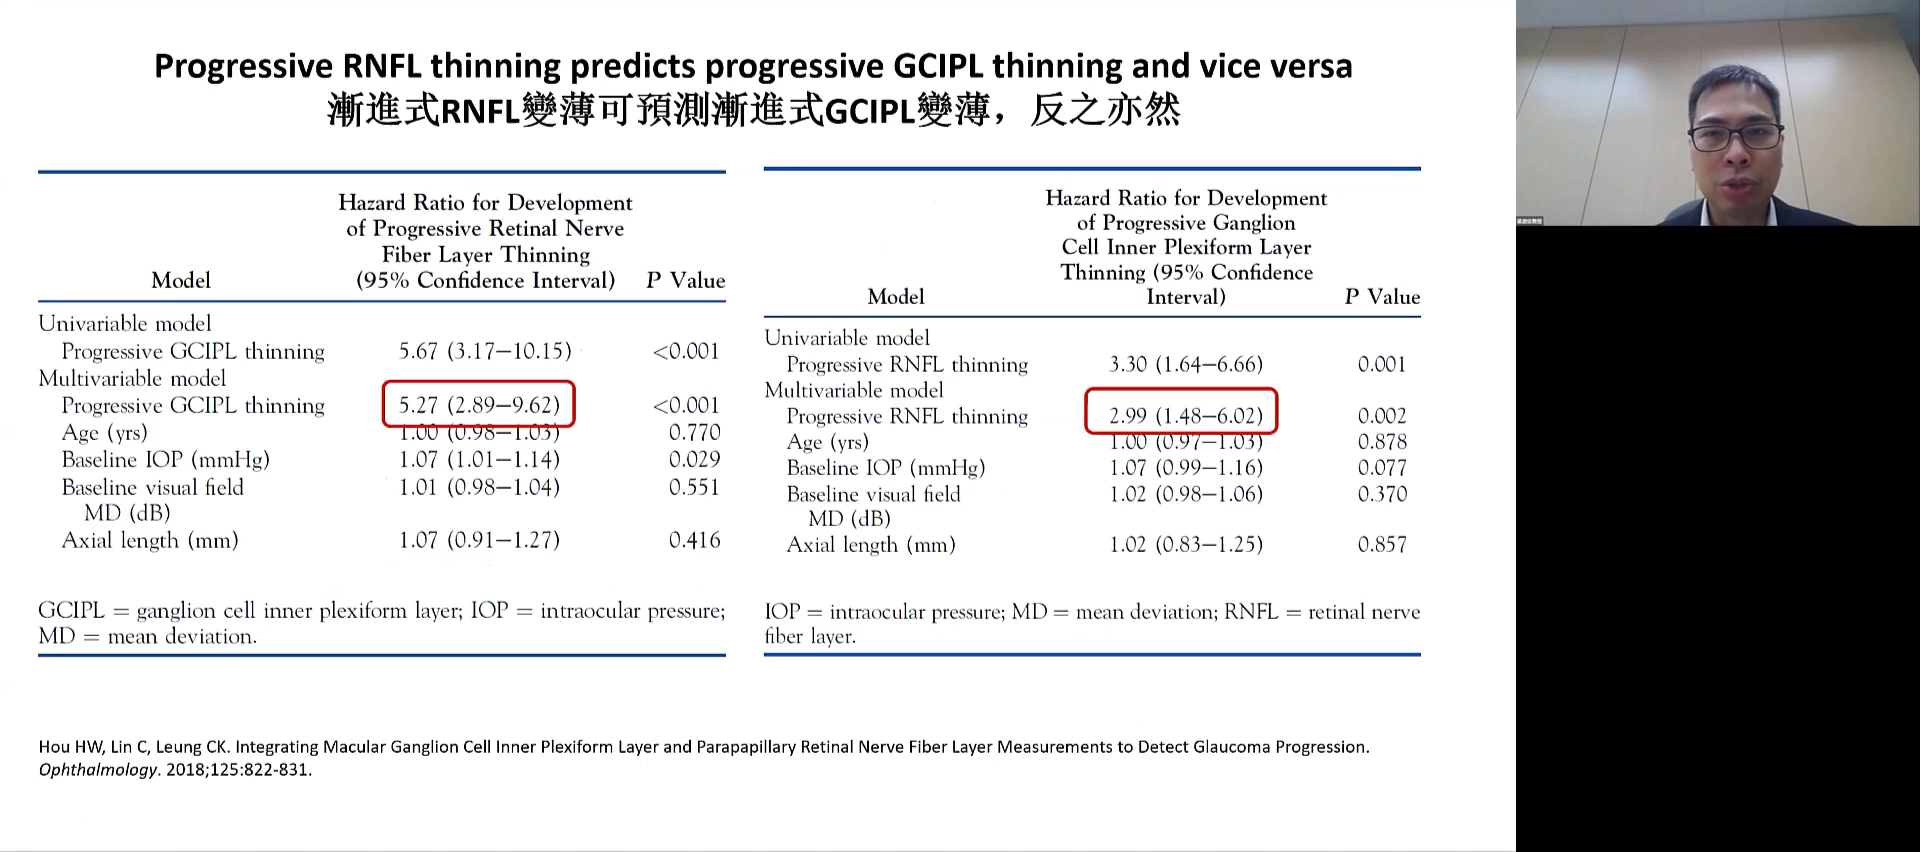 Progressive RNFL thinning predicts progressive GCIPL thinning and vice versa
漸進式RNFL變薄可預測漸進式GCIPL變薄，反之亦然
Hazard Ratio for Development
of Progressive Retinal Nerve
Fiber Layer Thinning
Model (95% Confidence Interval) P Value
Univariable model
Progressive GCIPL thinning 5.67 (3.17–10.15) <0.001
Multivariable model
Progressive GCIPL thinning 5.27 (2.89–9.62) <0.001
Age (yrs) 1.00 (0.98–1.03) 0.770
Baseline IOP (mmHg) 1.07 (1.01–1.14) 0.029
Baseline visual field 1.01 (0.98–1.04) 0.551
MD (dB)
Axial length (mm) 1.07 (0.91–1.27) 0.416
GCIPL = ganglion cell inner plexiform layer; IOP = intraocular pressure;
MD = mean deviation.
Hazard Ratio for Development
of Progressive Ganglion
Cell Inner Plexiform Layer
Thinning (95% Confidence
Model Interval) P Value
Univariable model
Progressive RNFL thinning 3.30 (1.64–6.66) 0.001
Multivariable model
Progressive RNFL thinning 2.99 (1.48–6.02) 0.002
Age (yrs) 1.00 (0.97–1.03) 0.878
Baseline IOP (mmHg) 1.07 (0.99–1.16) 0.077
Baseline visual field 1.02 (0.98–1.06) 0.370
MD (dB)
Axial length (mm) 1.02 (0.83–1.25) 0.857
IOP = intraocular pressure; MD = mean deviation; RNFL = retinal nerve
fiber layer.
Hou HW, Lin C, Leung CK. Integrating Macular Ganglion Cell Inner Plexiform Layer and Parapapillary Retinal Nerve Fiber Layer Measurements to Detect Glaucoma Progression.
Ophthalmology. 2018;125:822-831.